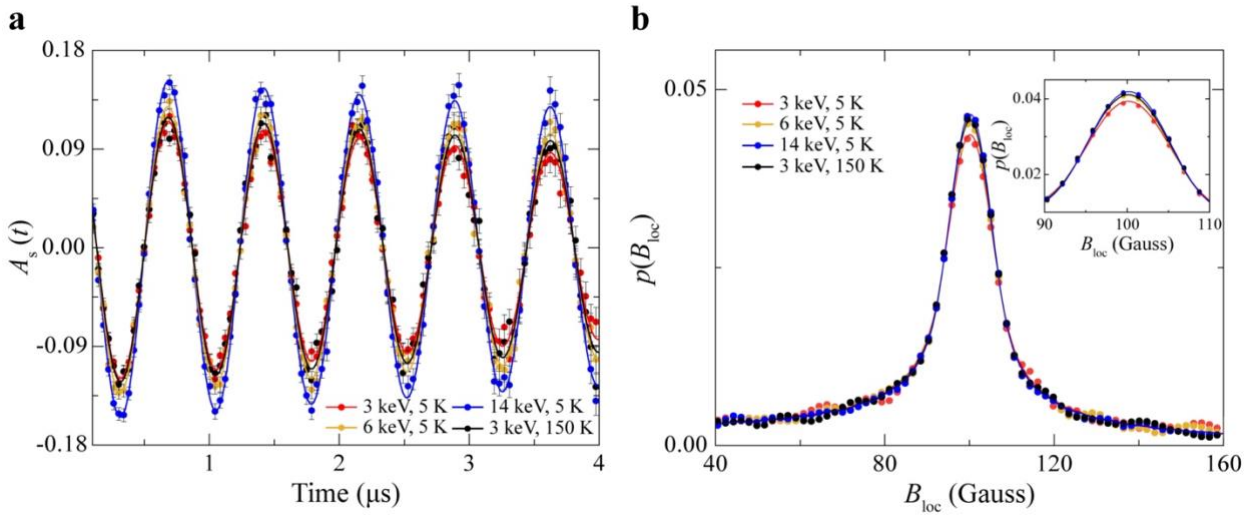 a
0.18
0.09
0.00
-0.09
-0.18
A_s (t)
3 keV, 5 K
14 keV, 5 K
6 keV, 5 K
3 keV, 150 K
1
2
3
4
Time (μs)
b
0.05
0.00
p(B_loc)
3 keV, 5 K
6 keV, 5 K
14 keV, 5 K
3 keV, 150 K
0.04
0.02
p(B_loc)
90
100
110
B_loc (Gauss)
40
80
120
160
B_loc (Gauss)